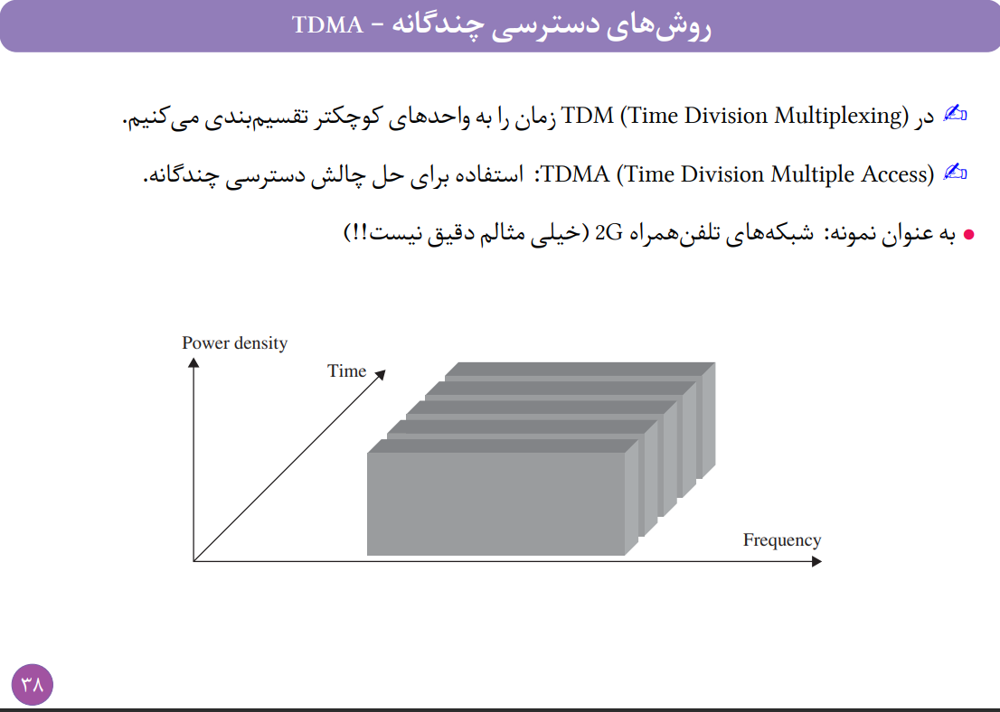 روش‌های دسترسی چندگانه – TDMA
در TDM (Time Division Multiplexing) زمان را به واحدهای کوچکتر تقسیم‌بندی می‌کنیم.
TDMA (Time Division Multiple Access): استفاده برای حل چالش دسترسی چندگانه.
به عنوان نمونه: شبکه‌های تلفن‌همراه 2G (خیلی مثالم دقیق نیست!!)
Power density
Time
Frequency
۳۸